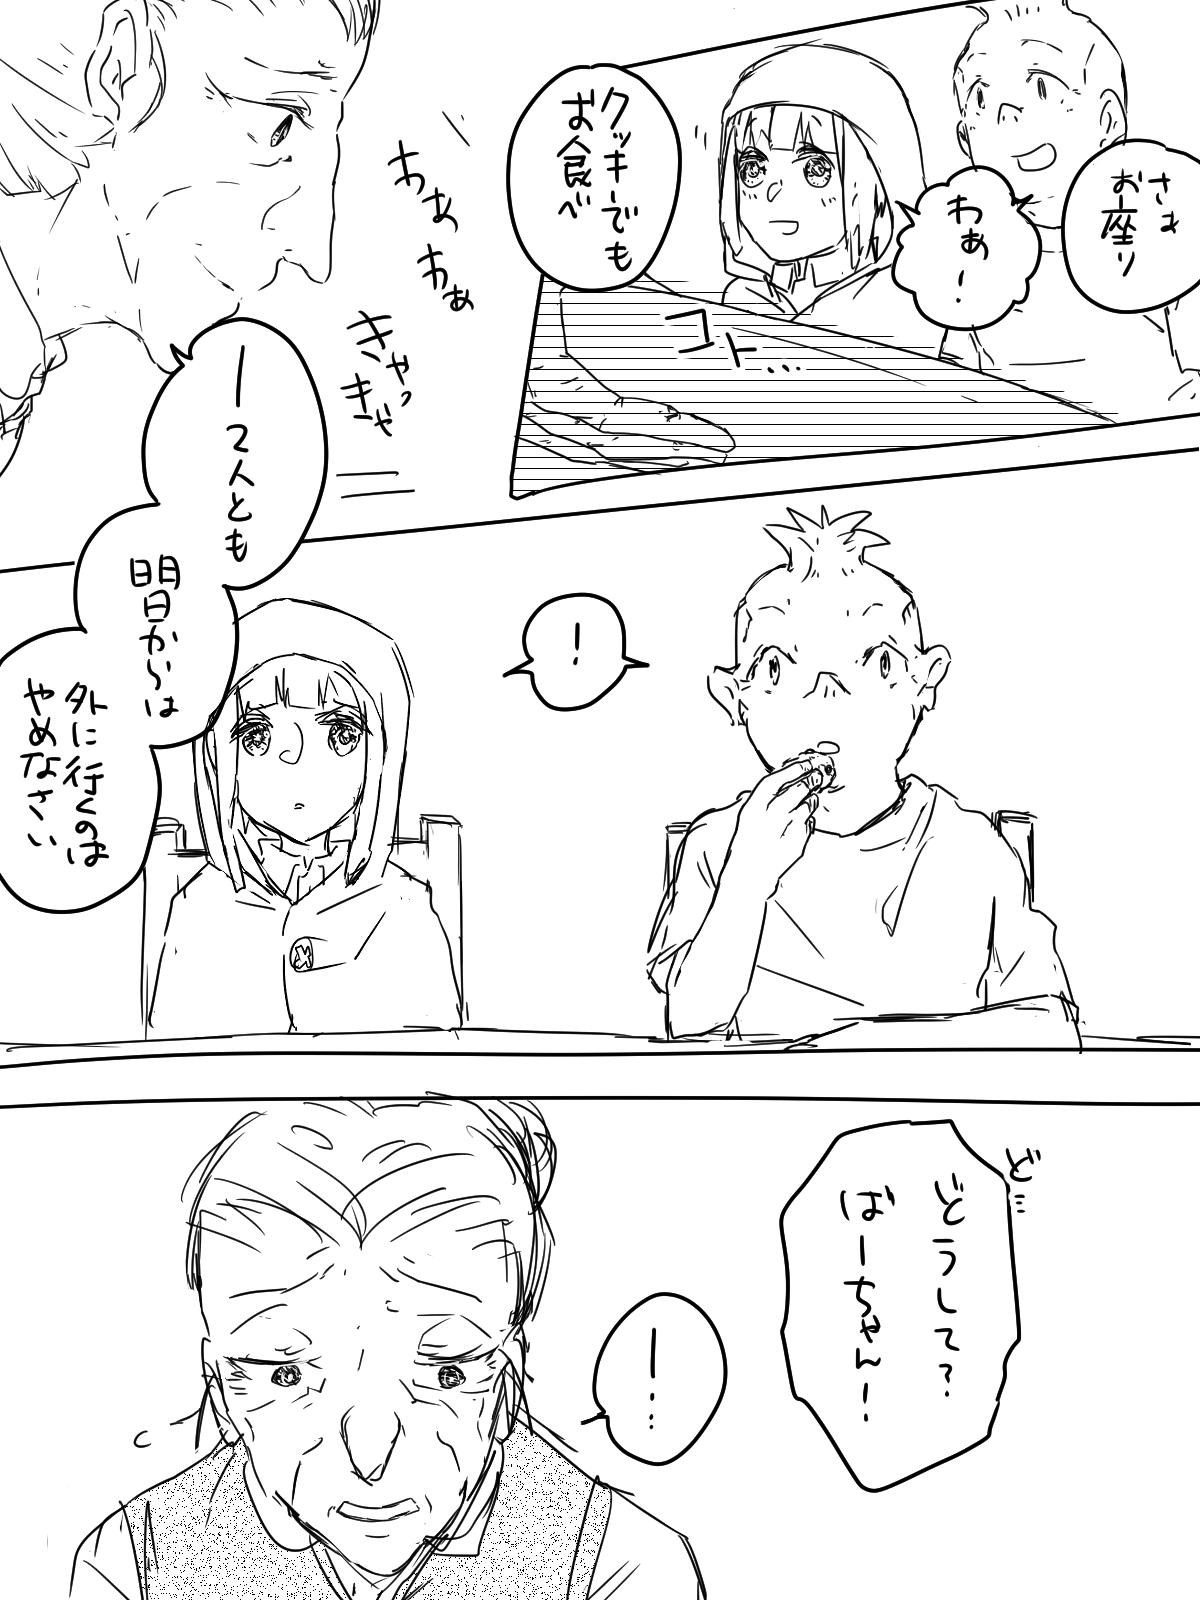 さぁ
お座り
わぁー!
クッキーでも
お食べ
コト…
わぁ
わぁ
きゃっ
きゃ
ー2人とも
明日からは
外に行くのは
やめなさい
!
ど
どうして?
ばーちゃん!
ー…